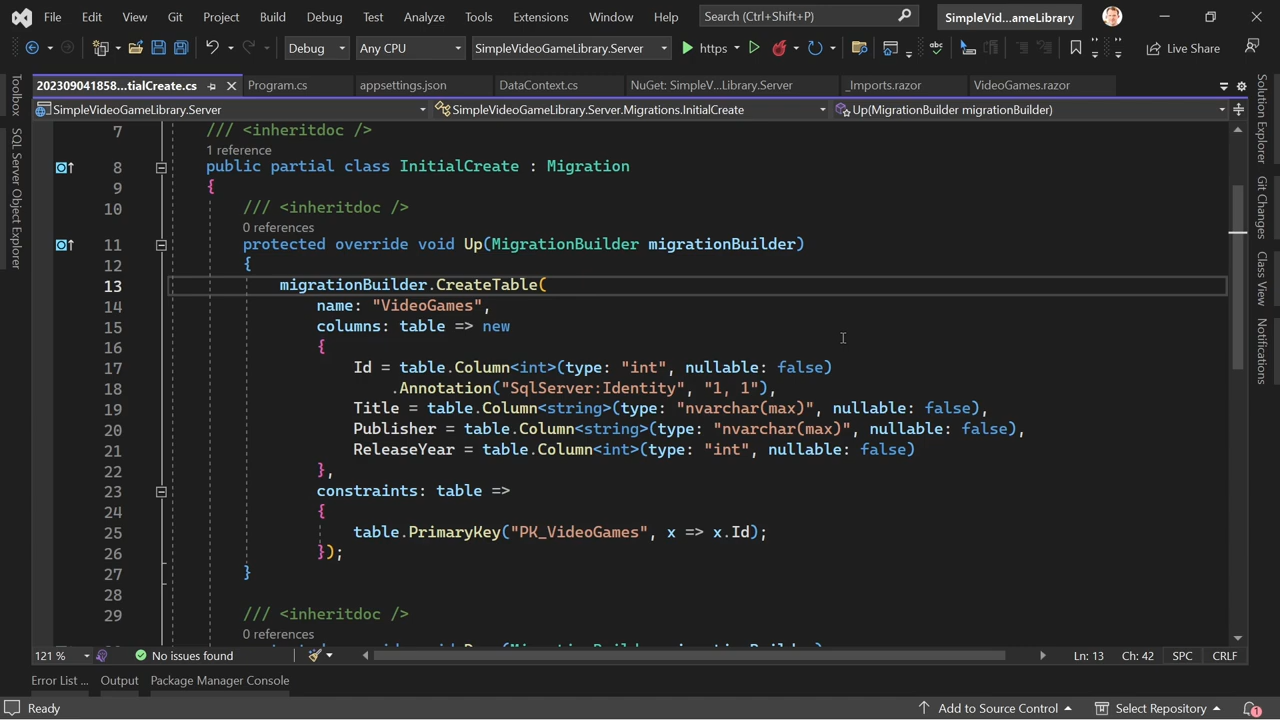 File Edit View Git Project Build Debug Test Analyze Tools Extensions Window Help Search (Ctrl+Shift+P) SimpleVid...ameLibrary
Debug Any CPU SimpleVideoGameLibrary.Server https Live Share
202309041858...tialCreate.cs Program.cs appsettings.json DataContext.cs NuGet: SimpleV...Library.Server _Imports.razor VideoGames.razor
SimpleVideoGameLibrary.Server SimpleVideoGameLibrary.Server.Migrations.InitialCreate Up(MigrationBuilder migrationBuilder)
Toolbox
SQL Server Object Explorer
7 /// <inheritdoc />
1 reference
8 public partial class InitialCreate : Migration
9 {
10 /// <inheritdoc />
0 references
11 protected override void Up(MigrationBuilder migrationBuilder)
12 {
13 migrationBuilder.CreateTable(
14 name: "VideoGames",
15 columns: table => new
16 {
17 Id = table.Column<int>(type: "int", nullable: false)
18 .Annotation("SqlServer:Identity", "1, 1"),
19 Title = table.Column<string>(type: "nvarchar(max)", nullable: false),
20 Publisher = table.Column<string>(type: "nvarchar(max)", nullable: false),
21 ReleaseYear = table.Column<int>(type: "int", nullable: false)
22 },
23 constraints: table =>
24 {
25 table.PrimaryKey("PK_VideoGames", x => x.Id);
26 });
27 }
28
29 /// <inheritdoc />
0 references
Solution Explorer
Git Changes
Class View
Notifications
121 % No issues found Ln: 13 Ch: 42 SPC CRLF
Error List ... Output Package Manager Console
Ready Add to Source Control Select Repository 1